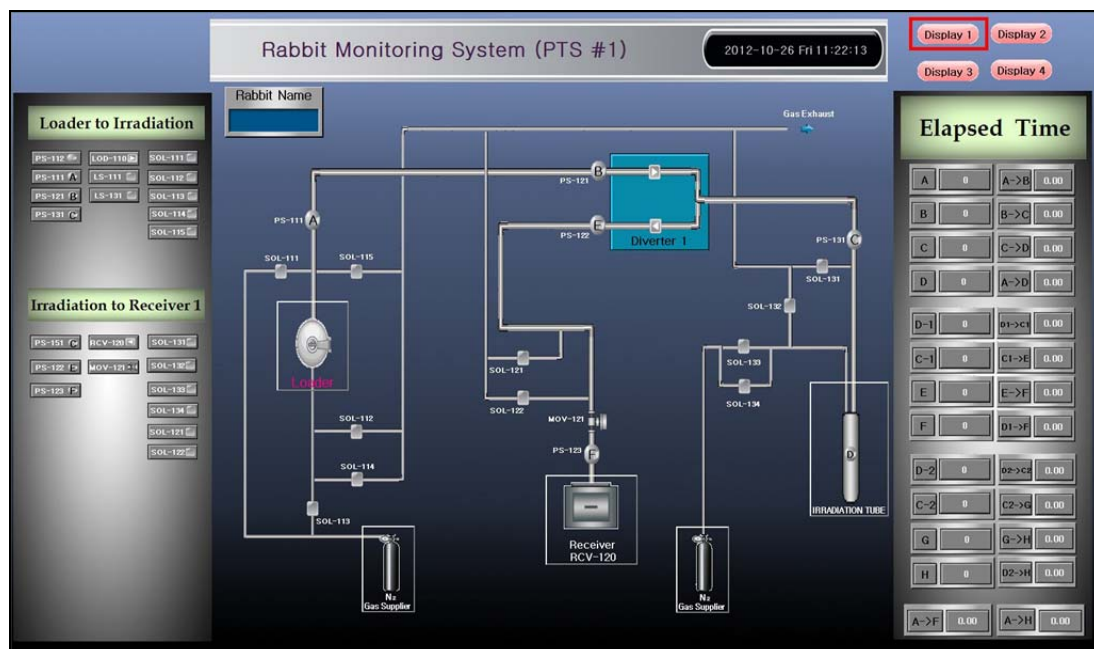 Rabbit Monitoring System (PTS #1)
2012-10-26 Fri 11:22:13
Display 1 Display 2
Display 3 Display 4
Rabbit Name
Loader to Irradiation
PS-112 LOD-110 SOL-111
PS-111 A LS-111 SOL-112
PS-121 B LS-131 SOL-113
PS-131 C SOL-114
SOL-115
Irradiation to Receiver 1
PS-151 C RCV-120 SOL-131
PS-122 E MOV-121 SOL-132
PS-123 F SOL-133
SOL-134
SOL-121
SOL-122
Gas Exhaust
PS-121 B
PS-111 A
PS-122 E
Diverter 1
PS-131 C
SOL-111
SOL-115
SOL-131
SOL-132
Loader
SOL-121
SOL-133
SOL-122
SOL-134
SOL-112
MOV-121
PS-123 F
D
SOL-114
IRRADIATION TUBE
SOL-113
Receiver
RCV-120
N₂
Gas Supplier
N₂
Gas Supplier
Elapsed Time
A 0 A->B 0.00
B 0 B->C 0.00
C 0 C->D 0.00
D 0 A->D 0.00
D-1 0 D1->C1 0.00
C-1 0 C1->E 0.00
E 0 E->F 0.00
F 0 D1->F 0.00
D-2 0 D2->C2 0.00
C-2 0 C2->G 0.00
G 0 G->H 0.00
H 0 D2->H 0.00
A->F 0.00 A->H 0.00